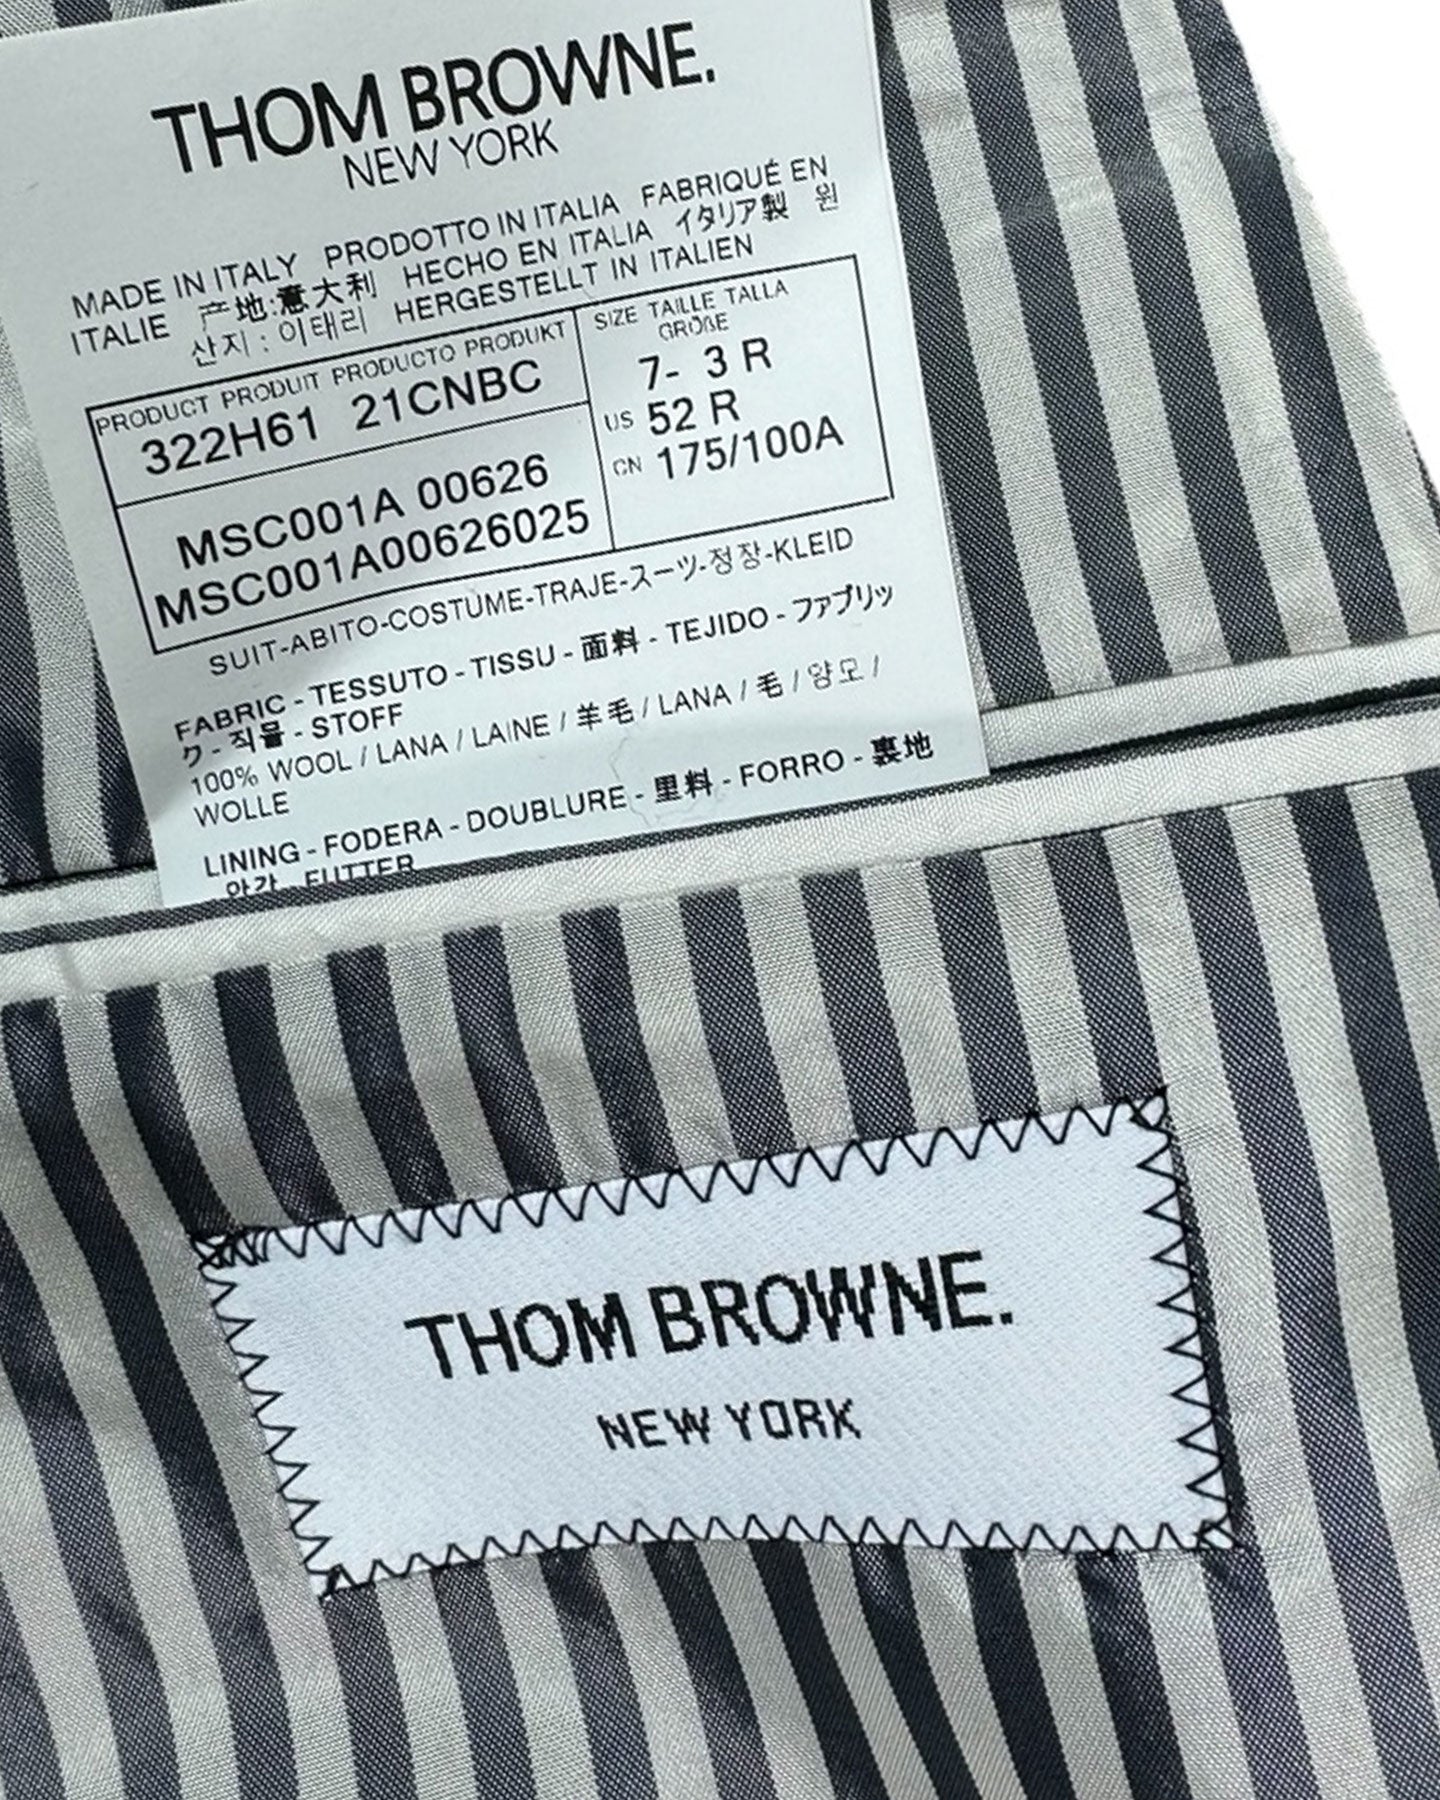 THOM BROWNE.
NEW YORK
MADE IN ITALY PRODOTTO IN ITALIA FABRIQUÉ EN
ITALIE 产地:意大利 HECHO EN ITALIA イタリア製 원
산지 : 이태리 HERGESTELLT IN ITALIEN
PRODUCT PRODUIT PRODUCTO PRODUKT
322H61 21CNBC
MSC001A 00626
MSC001A00626025
SIZE TAILLE TALLA
GRÖßE
7- 3 R
US 52 R
CN 175/100A
SUIT-ABITO-COSTUME-TRAJE-スーツ-정장-KLEID
FABRIC - TESSUTO - TISSU - 面料 - TEJIDO - ファブリッ
ク - 직물 - STOFF
100% WOOL / LANA / LAINE / 羊毛 / LANA / 毛 / 양모 /
WOLLE
LINING - FODERA - DOUBLURE - 里料 - FORRO - 裏地
안감 - FUTTER
THOM BROWNE.
NEW YORK